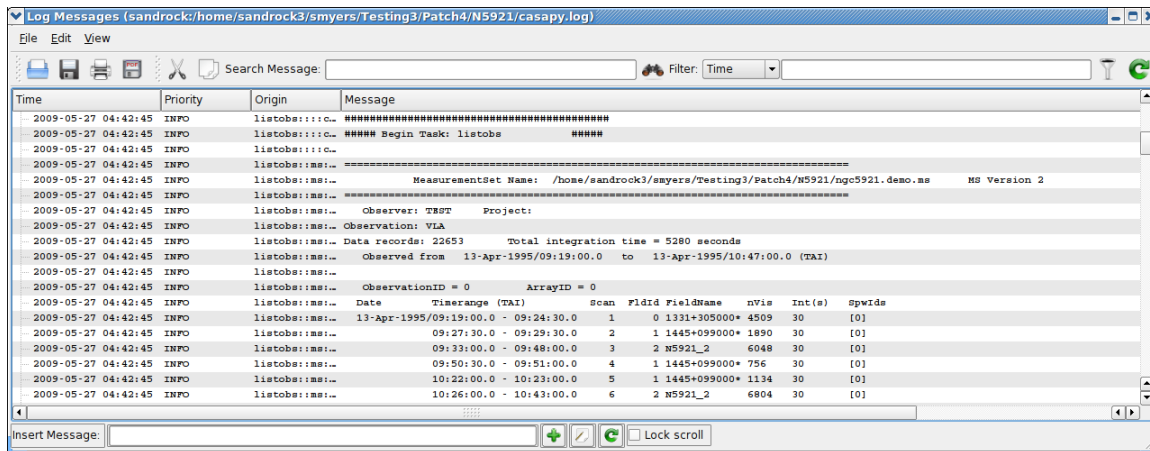 Log Messages (sandrock:/home/sandrock3/smyers/Testing3/Patch4/N5921/casapy.log)
File Edit View
Search Message: Filter: Time
Time Priority Origin Message
2009-05-27 04:42:45 INFO listobs::::c… ##########################################
2009-05-27 04:42:45 INFO listobs::::c… ##### Begin Task: listobs #####
2009-05-27 04:42:45 INFO listobs::::c…
2009-05-27 04:42:45 INFO listobs::ms:… ================================================================================
2009-05-27 04:42:45 INFO listobs::ms:… MeasurementSet Name: /home/sandrock3/smyers/Testing3/Patch4/N5921/ngc5921.demo.ms MS Version 2
2009-05-27 04:42:45 INFO listobs::ms:… ================================================================================
2009-05-27 04:42:45 INFO listobs::ms:… Observer: TEST Project:
2009-05-27 04:42:45 INFO listobs::ms:… Observation: VLA
2009-05-27 04:42:45 INFO listobs::ms:… Data records: 22653 Total integration time = 5280 seconds
2009-05-27 04:42:45 INFO listobs::ms:… Observed from 13-Apr-1995/09:19:00.0 to 13-Apr-1995/10:47:00.0 (TAI)
2009-05-27 04:42:45 INFO listobs::ms:…
2009-05-27 04:42:45 INFO listobs::ms:… ObservationID = 0 ArrayID = 0
2009-05-27 04:42:45 INFO listobs::ms:… Date Timerange (TAI) Scan FldId FieldName nVis Int(s) SpwIds
2009-05-27 04:42:45 INFO listobs::ms:… 13-Apr-1995/09:19:00.0 - 09:24:30.0 1 0 1331+305000* 4509 30 [0]
2009-05-27 04:42:45 INFO listobs::ms:… 09:27:30.0 - 09:29:30.0 2 1 1445+099000* 1890 30 [0]
2009-05-27 04:42:45 INFO listobs::ms:… 09:33:00.0 - 09:48:00.0 3 2 N5921_2 6048 30 [0]
2009-05-27 04:42:45 INFO listobs::ms:… 09:50:30.0 - 09:51:00.0 4 1 1445+099000* 756 30 [0]
2009-05-27 04:42:45 INFO listobs::ms:… 10:22:00.0 - 10:23:00.0 5 1 1445+099000* 1134 30 [0]
2009-05-27 04:42:45 INFO listobs::ms:… 10:26:00.0 - 10:43:00.0 6 2 N5921_2 6804 30 [0]
Insert Message: Lock scroll